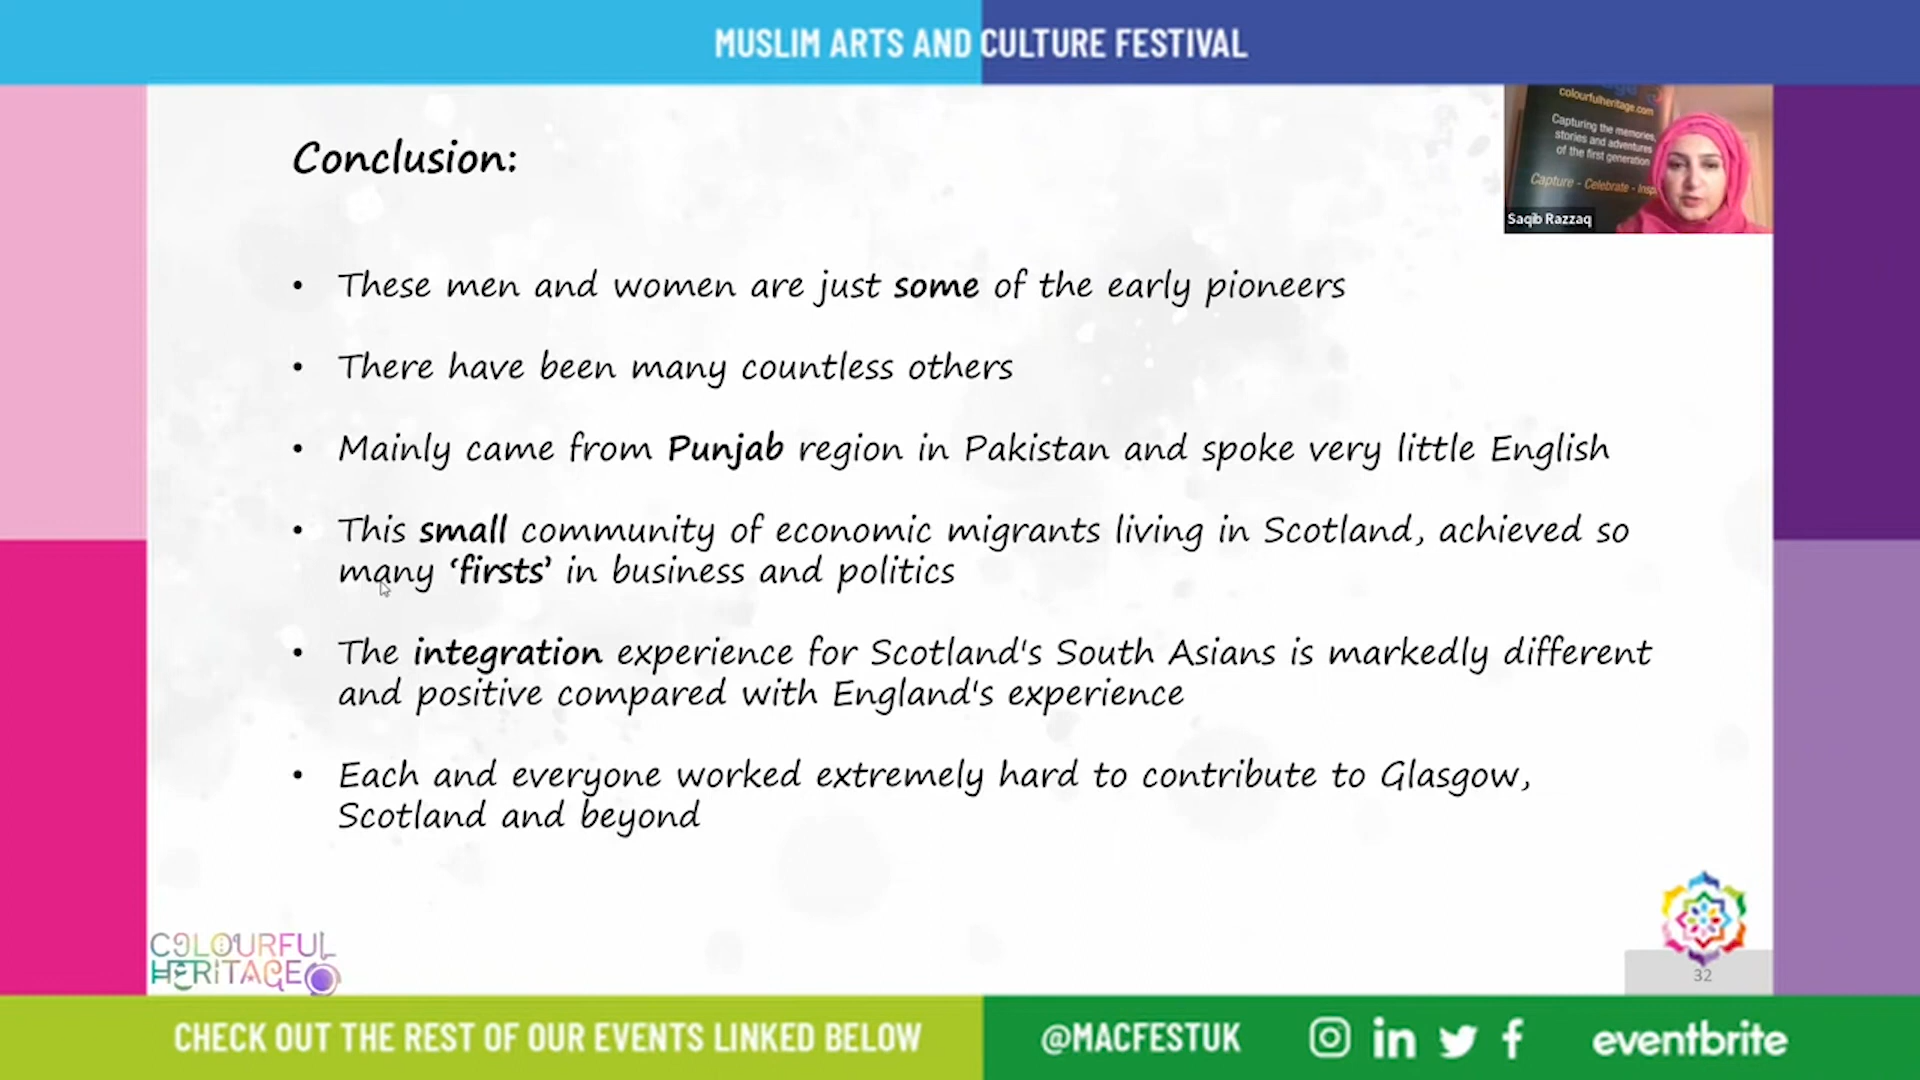 MUSLIM ARTS AND CULTURE FESTIVAL
colourfulheritage.com
Capturing the memories,
stories and adventures
of the first generation
Capture - Celebrate -
Saqib Razzaq
Conclusion:
• These men and women are just some of the early pioneers
• There have been many countless others
• Mainly came from Punjab region in Pakistan and spoke very little English
• This small community of economic migrants living in Scotland, achieved so
many ‘firsts’ in business and politics
• The integration experience for Scotland's South Asians is markedly different
and positive compared with England's experience
• Each and everyone worked extremely hard to contribute to Glasgow,
Scotland and beyond
COLOURFUL
HERITAGE
32
CHECK OUT THE REST OF OUR EVENTS LINKED BELOW
@MACFESTUK
eventbrite